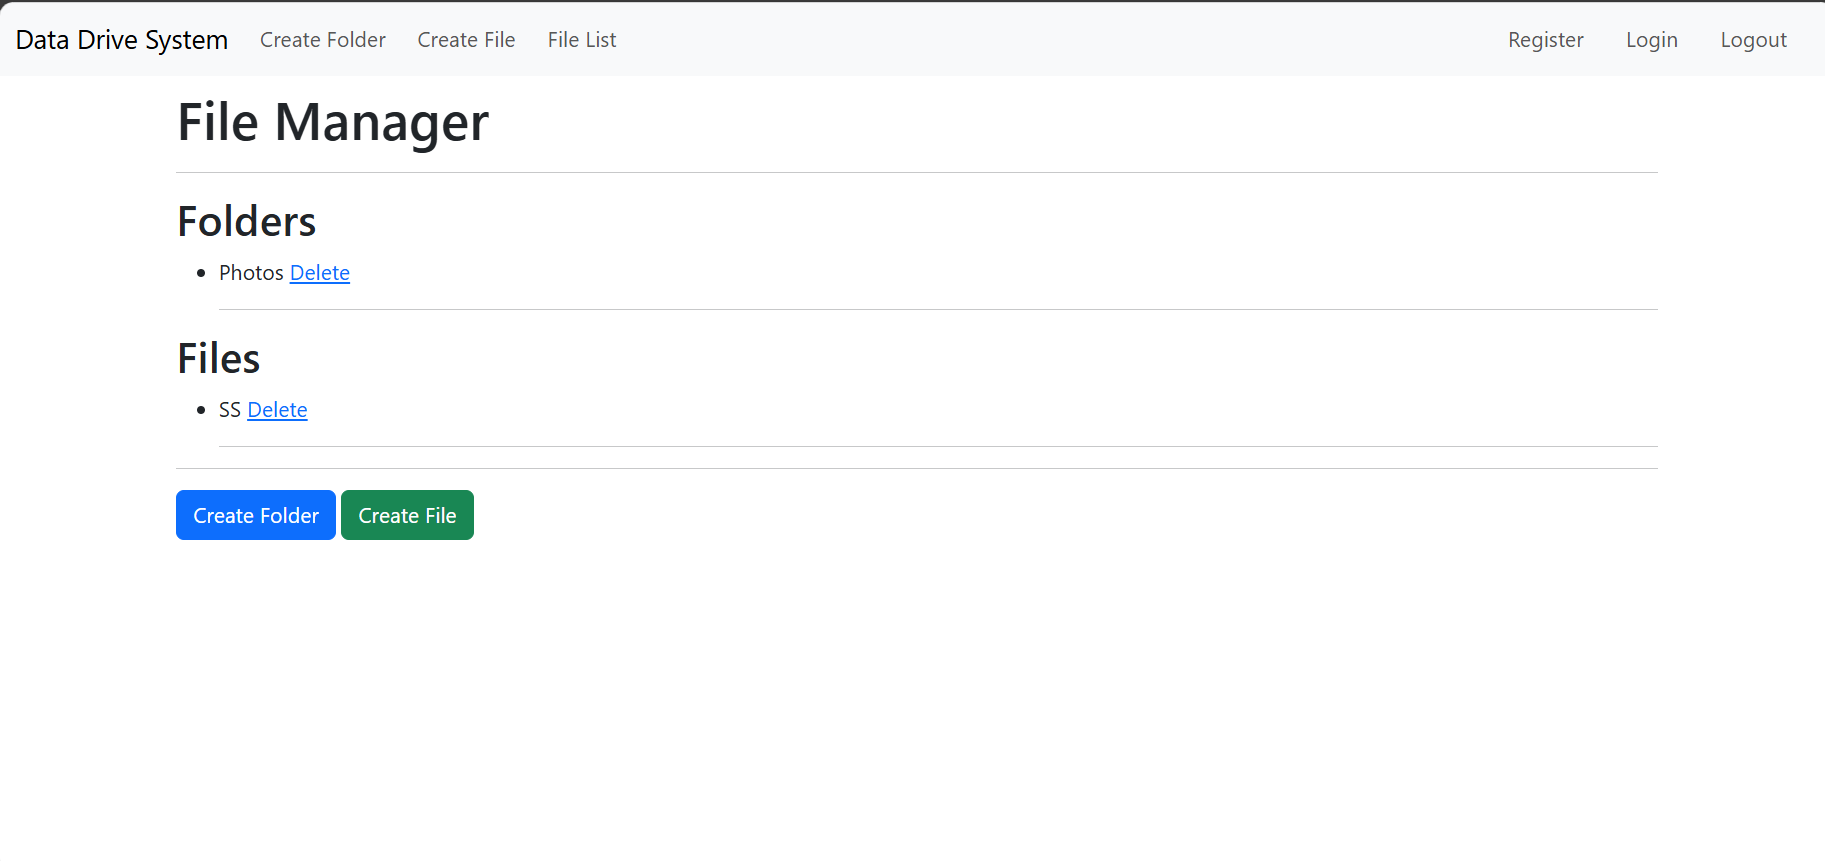 Data Drive System Create Folder Create File File List Register Login Logout
File Manager
Folders
Photos Delete
Files
SS Delete
Create Folder Create File